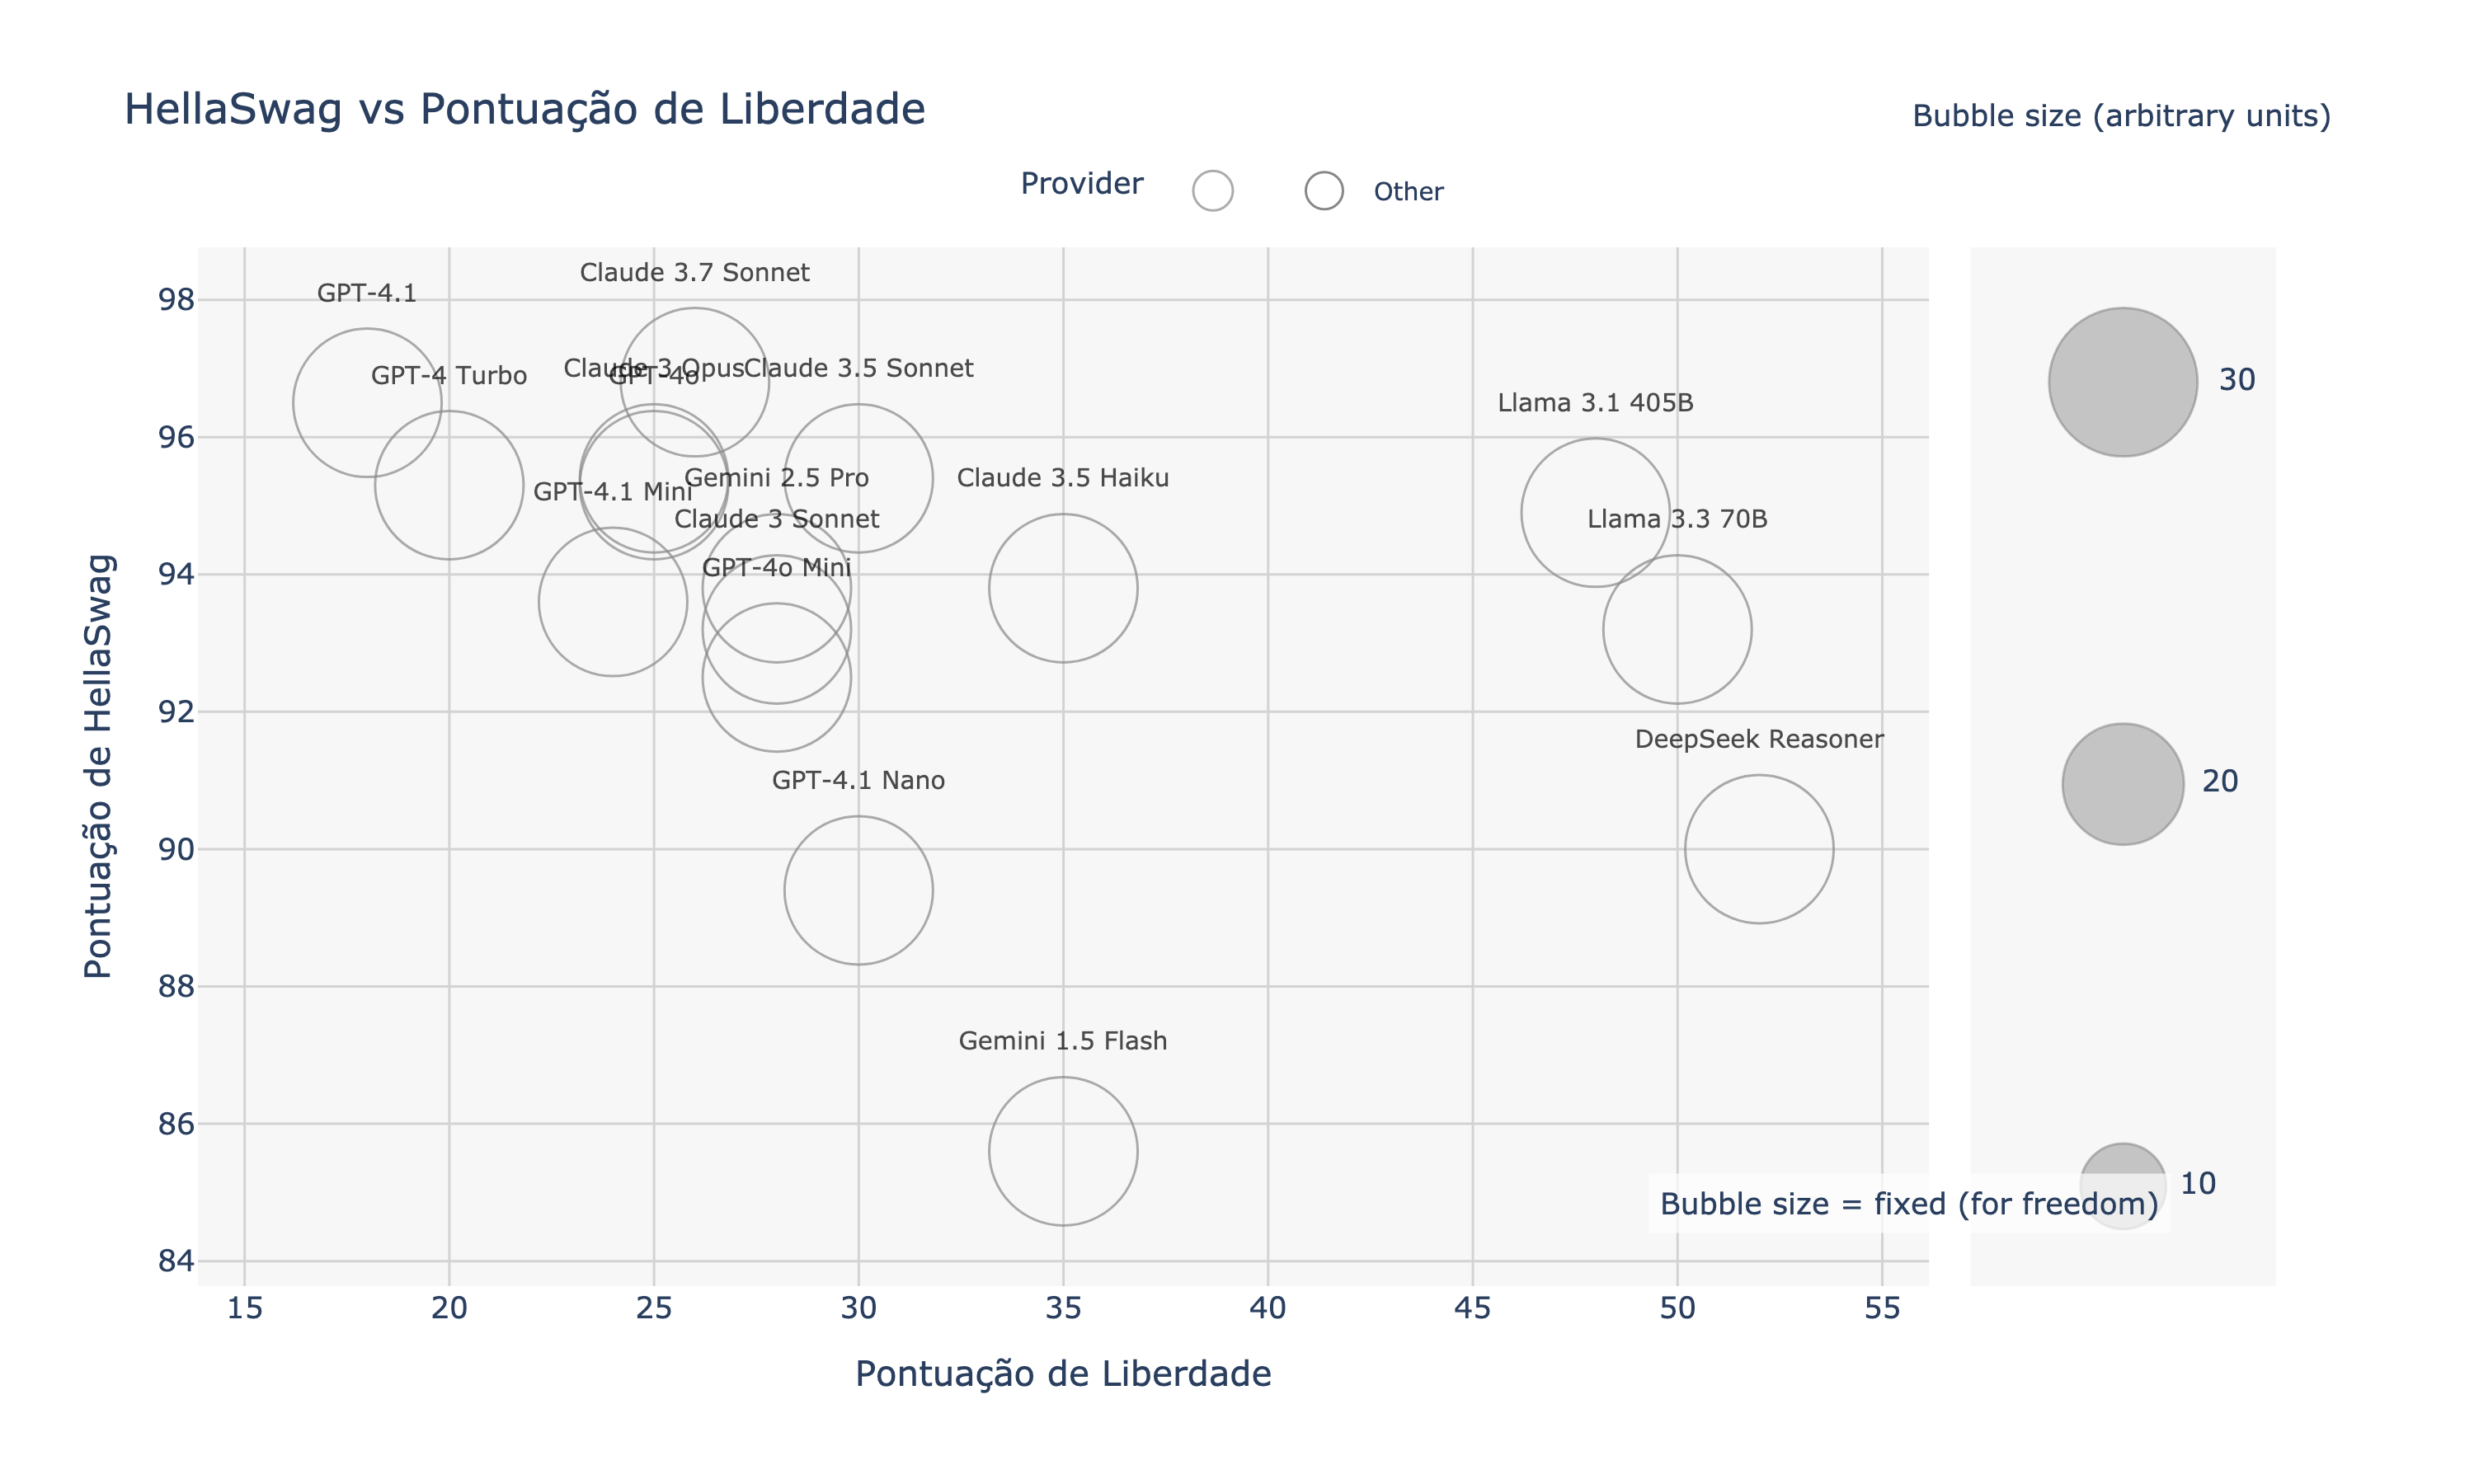 HellaSwag vs Pontuação de Liberdade
Bubble size (arbitrary units)
Provider
Other
Claude 3.7 Sonnet
GPT-4.1
98
Claude 3 Opus
GPT-4o
Claude 3.5 Sonnet
GPT-4 Turbo
30
Llama 3.1 405B
96
Gemini 2.5 Pro
Claude 3.5 Haiku
GPT-4.1 Mini
Claude 3 Sonnet
Llama 3.3 70B
GPT-4o Mini
94
92
DeepSeek Reasoner
GPT-4.1 Nano
20
90
88
Gemini 1.5 Flash
86
10
Bubble size = fixed (for freedom)
84
Pontuação de HellaSwag
15 20 25 30 35 40 45 50 55
Pontuação de Liberdade